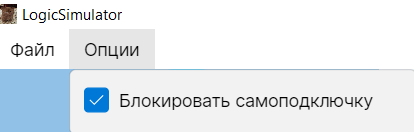 LogicSimulator
Файл Опции
Блокировать самоподключку